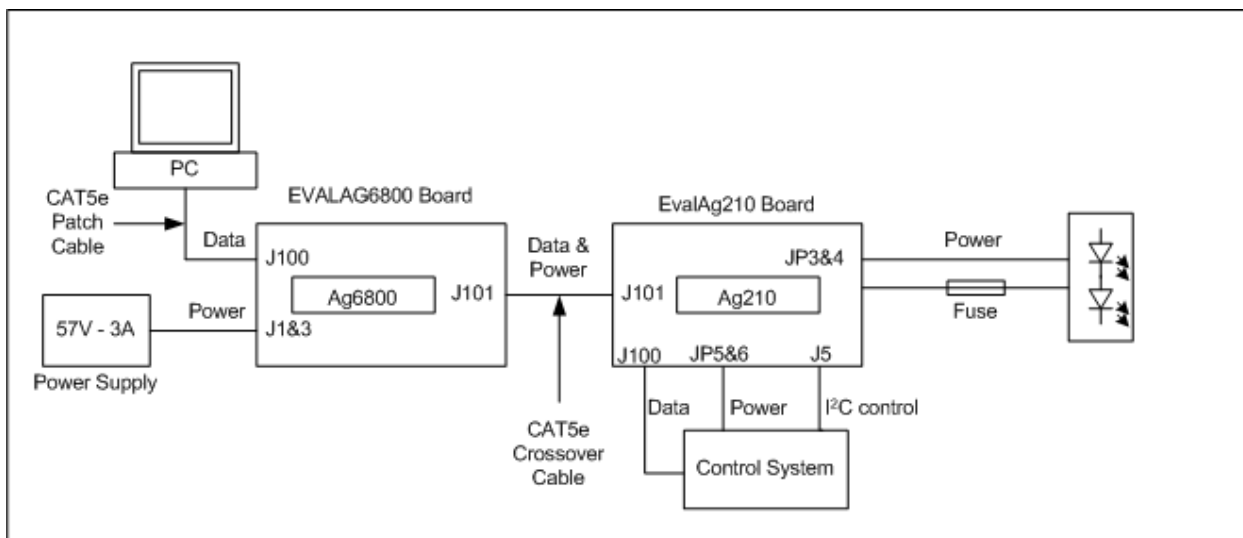 PC
CAT5e
Patch
Cable
Data
EVALAG6800 Board
J100
Ag6800
J101
Power
J1&3
57V - 3A
Power Supply
Data &
Power
CAT5e
Crossover
Cable
EvalAg210 Board
JP3&4
J101
Ag210
J100
JP5&6
J5
Power
Fuse
Data
Power
I²C control
Control System